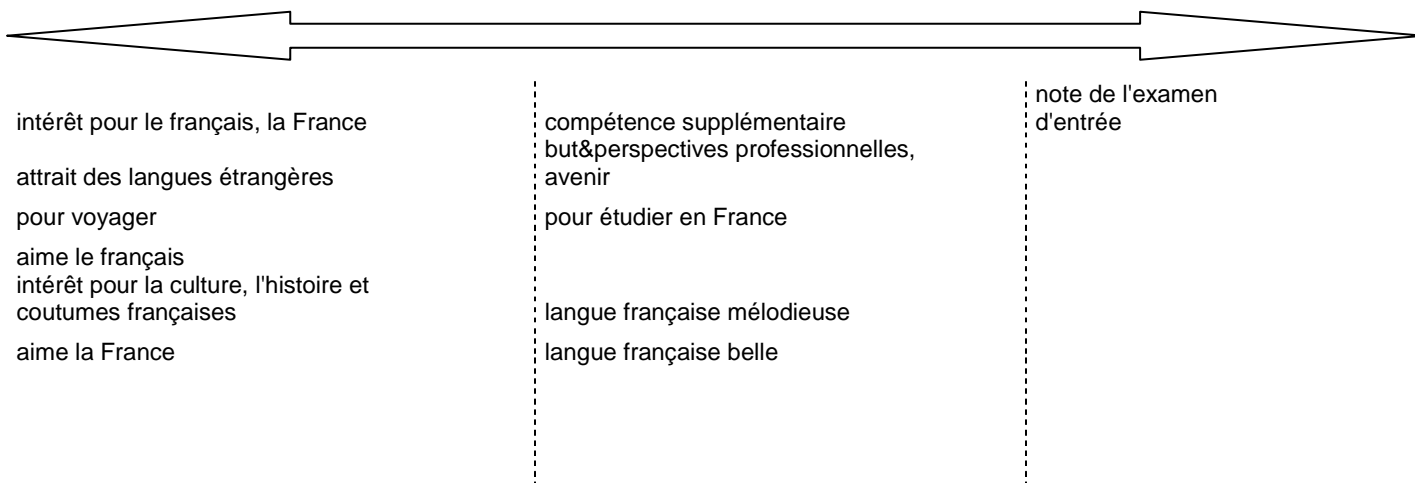 intérêt pour le français, la France
attrait des langues étrangères
pour voyager
aime le français
intérêt pour la culture, l'histoire et
coutumes françaises
aime la France
compétence supplémentaire
but&perspectives professionnelles,
avenir
pour étudier en France
langue française mélodieuse
langue française belle
note de l'examen
d'entrée